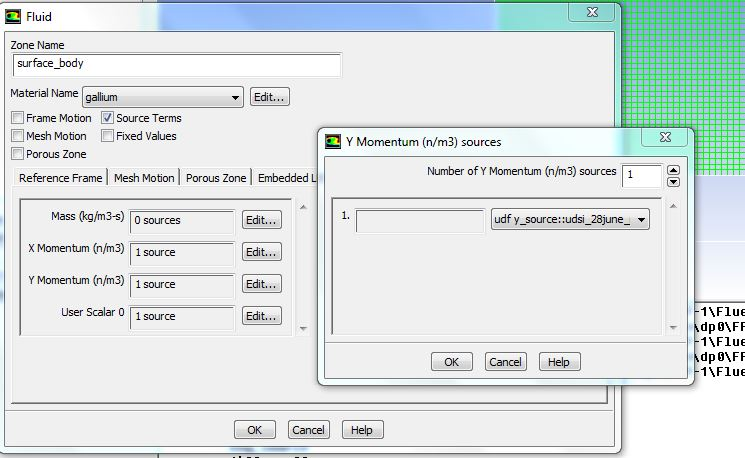 Fluid
Zone Name
surface_body
Material Name gallium Edit...
Frame Motion Source Terms
Mesh Motion Fixed Values
Porous Zone
Reference Frame Mesh Motion Porous Zone Embedded L
Mass (kg/m3-s) 0 sources Edit...
X Momentum (n/m3) 1 source Edit...
Y Momentum (n/m3) 1 source Edit...
User Scalar 0 1 source Edit...
OK Cancel Help
Y Momentum (n/m3) sources
Number of Y Momentum (n/m3) sources 1
1. udf y_source::udsi_28june_
OK Cancel Help
-1\Flue
\dp0\FF
-1\Flue
\dp0\FF
-1\Flue